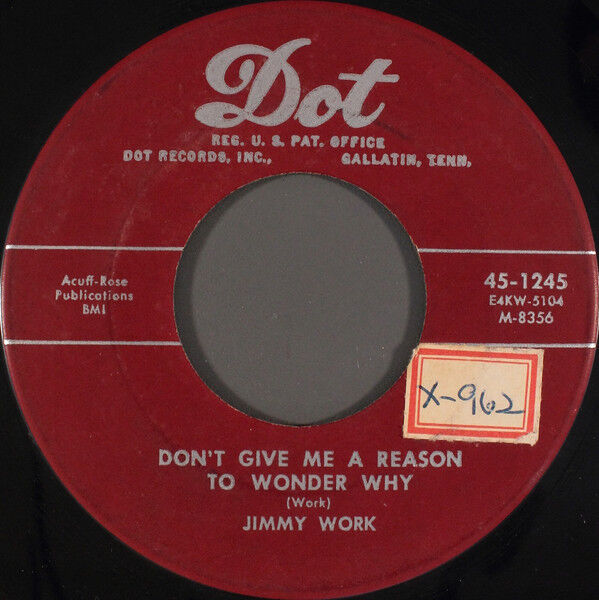 Dot
REG. U. S. PAT. OFFICE
DOT RECORDS, INC., GALLATIN, TENN.
Acuff-Rose
Publications
BMI
45-1245
E4KW-5104
M-8356
X-962
DON'T GIVE ME A REASON
TO WONDER WHY
(Work)
JIMMY WORK